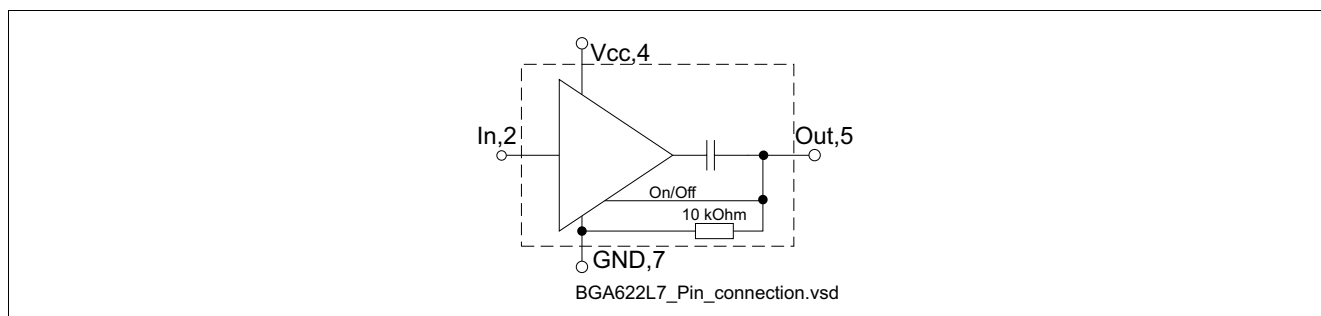 Vcc,4
In,2
Out,5
On/Off
10 kOhm
GND,7
BGA622L7_Pin_connection.vsd